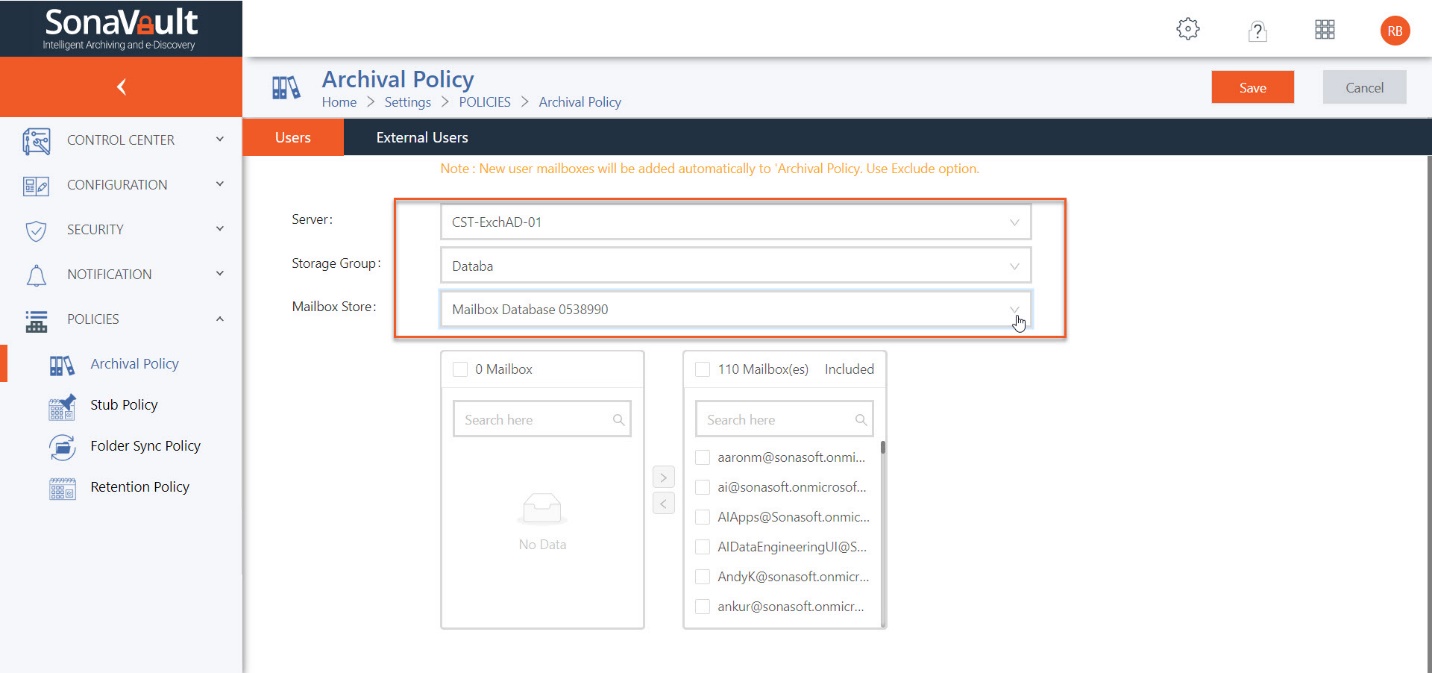 SonaVault
Intelligent Archiving and e-Discovery
RB
Archival Policy
Home > Settings > POLICIES > Archival Policy
Save
Cancel
CONTROL CENTER
CONFIGURATION
SECURITY
NOTIFICATION
POLICIES
Archival Policy
Stub Policy
Folder Sync Policy
Retention Policy
Users
External Users
Note : New user mailboxes will be added automatically to 'Archival Policy. Use Exclude option.
Server:
CST-ExchAD-01
Storage Group:
Databa
Mailbox Store:
Mailbox Database 0538990
0 Mailbox
Search here
No Data
>
<
110 Mailbox(es) Included
Search here
aaronm@sonasoft.onmi...
ai@sonasoft.onmicrosof...
AIApps@Sonasoft.onmic...
AIDataEngineeringUI@S...
AndyK@sonasoft.onmicr...
ankur@sonasoft.onmicr...